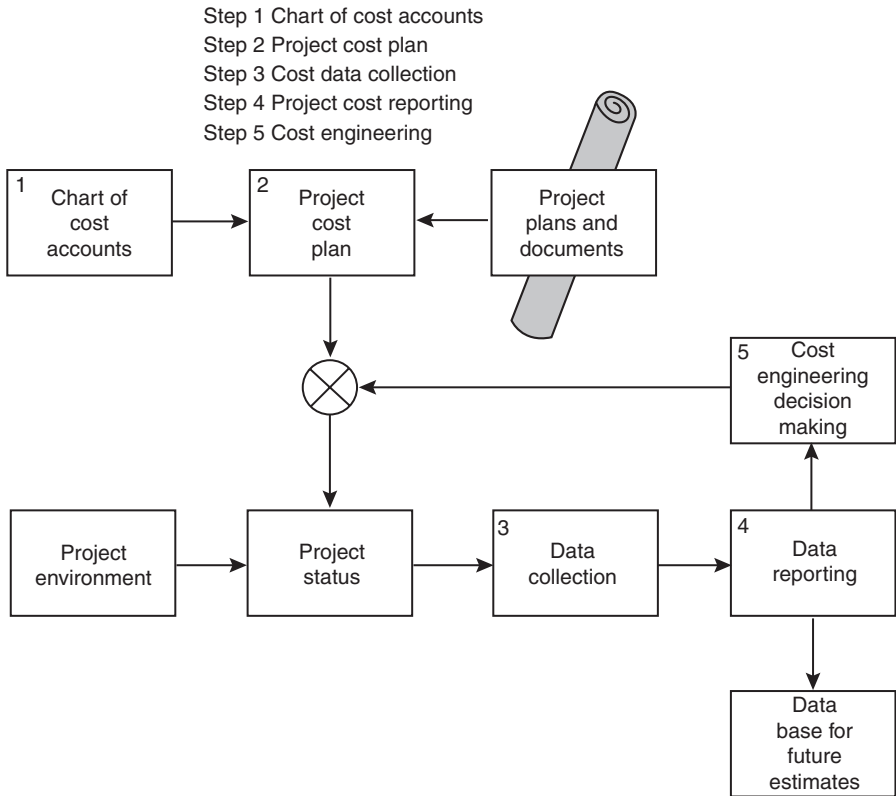 Step 1 Chart of cost accounts
Step 2 Project cost plan
Step 3 Cost data collection
Step 4 Project cost reporting
Step 5 Cost engineering
1
Chart of
cost
accounts
2
Project
cost
plan
Project
plans and
documents
5
Cost
engineering
decision
making
Project
environment
Project
status
3
Data
collection
4
Data
reporting
Data
base for
future
estimates